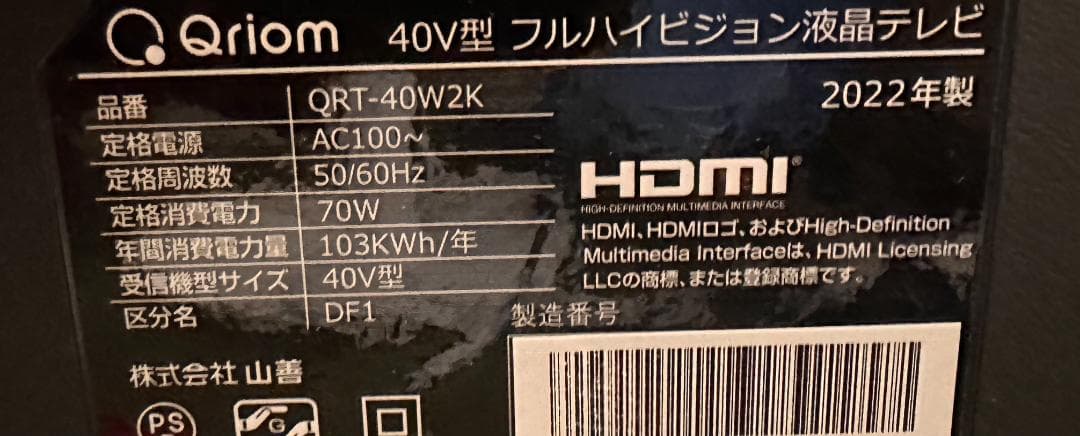 Qriom 40V型 フルハイビジョン液晶テレビ
2022年製
品番 QRT-40W2K
定格電源 AC100~
定格周波数 50/60Hz
定格消費電力 70W
年間消費電力量 103KWh/年
受信機型サイズ 40V型
区分名 DF1
株式会社 山善
PS
G
HDMI®
HIGH-DEFINITION MULTIMEDIA INTERFACE
HDMI、HDMIロゴ、およびHigh-Definition
Multimedia Interfaceは、HDMI Licensing
LLCの商標、または登録商標です。
製造番号